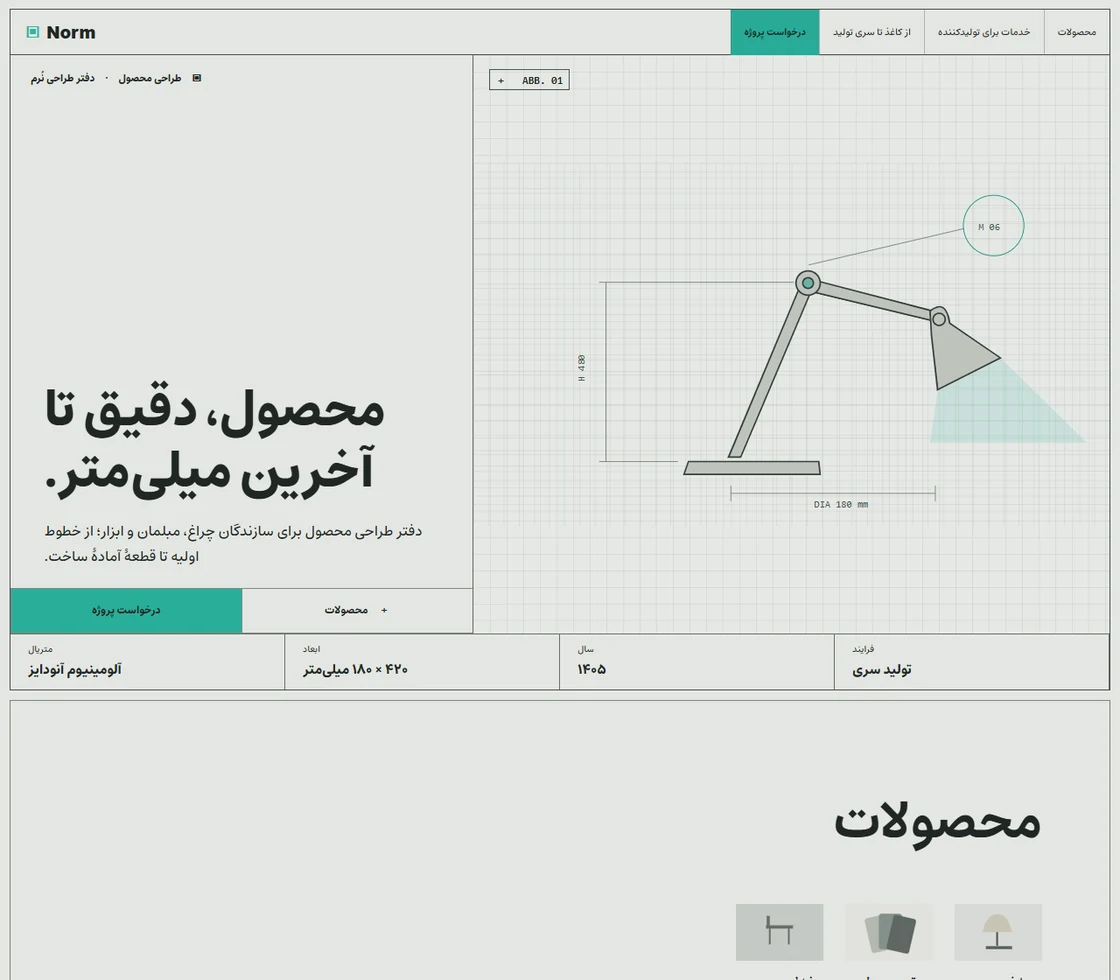 Norm
محصولات
خدمات برای تولیدکننده
از کاغذ تا سری تولید
درخواست پروژه
طراحی محصول · دفتر طراحی نُرم
+ ABB. 01
M 06
H 480
DIA 180 mm
محصول، دقیق تا
آخرین میلی‌متر.
دفتر طراحی محصول برای سازندگان چراغ، مبلمان و ابزار؛ از خطوط
اولیه تا قطعهٔ آمادهٔ ساخت.
درخواست پروژه
محصولات +
فرایند
تولید سری
سال
۱۴۰۵
ابعاد
۴۲۰ × ۱۸۰ میلی‌متر
متریال
آلومینیوم آنودایز
محصولات